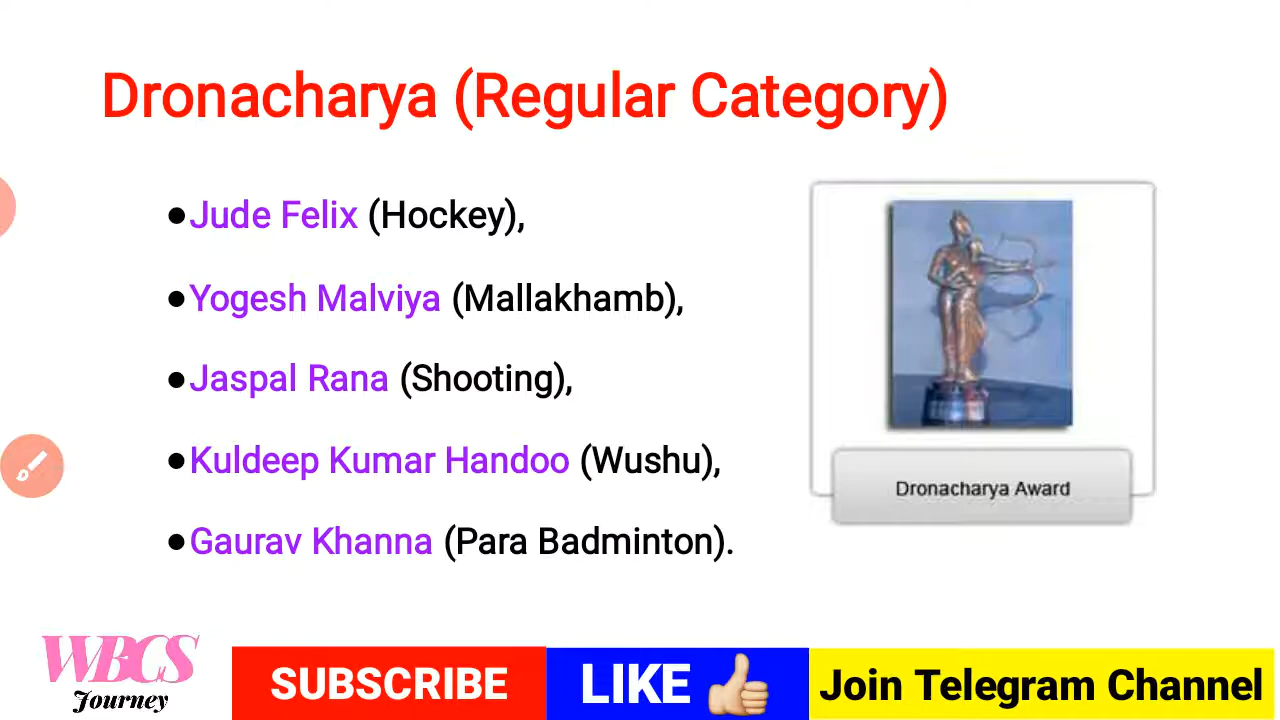 Dronacharya (Regular Category)
●Jude Felix (Hockey),
●Yogesh Malviya (Mallakhamb),
●Jaspal Rana (Shooting),
●Kuldeep Kumar Handoo (Wushu),
●Gaurav Khanna (Para Badminton).
Dronacharya Award
WBCS
Journey
SUBSCRIBE
LIKE
Join Telegram Channel